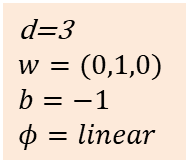 d=3
w = (0,1,0)
b = −1
ϕ = linear